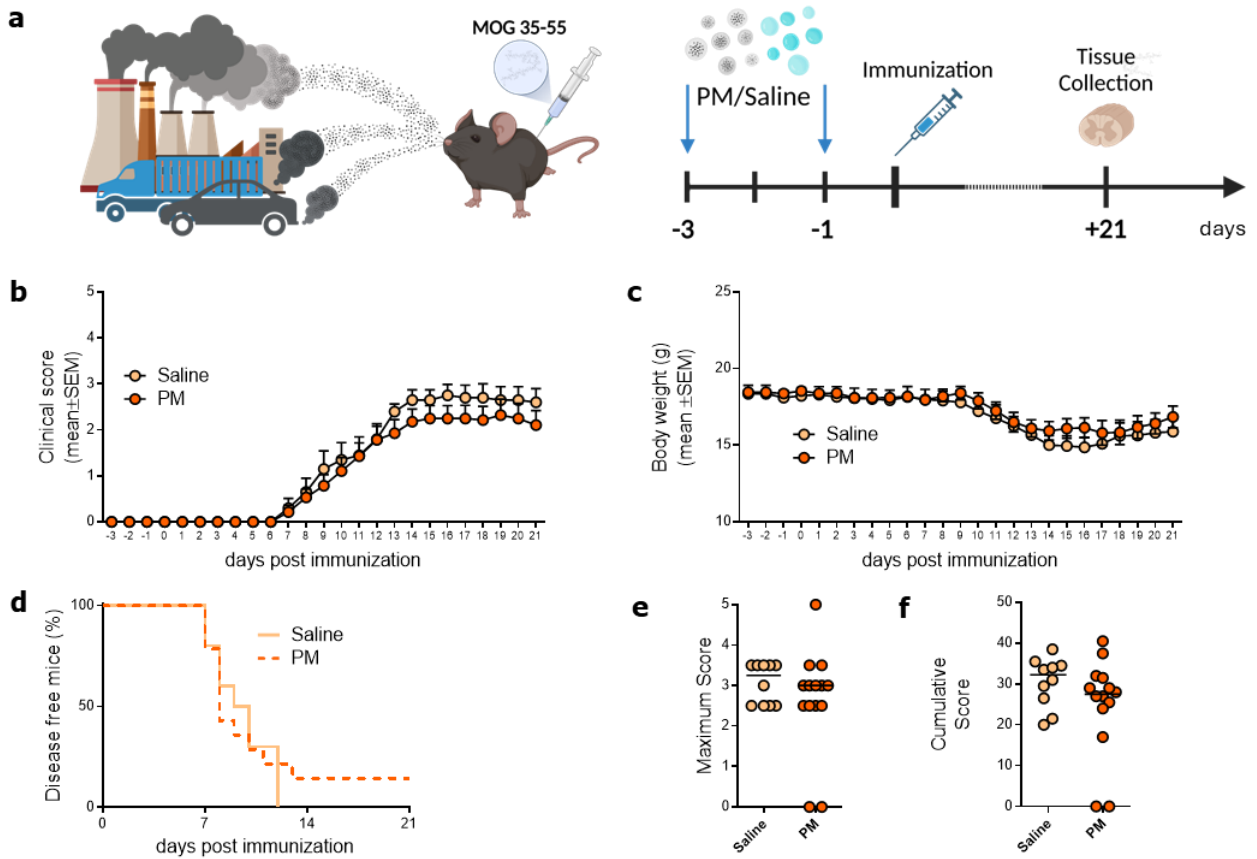 a
MOG 35-55
PM/Saline
Immunization
Tissue
Collection
-3
-1
+21
days
b
Clinical score
(mean±SEM)
5
4
3
2
1
0
Saline
PM
-3 -2 -1 0 1 2 3 4 5 6 7 8 9 10 11 12 13 14 15 16 17 18 19 20 21
days post immunization
c
Body weight (g)
(mean ±SEM)
25
20
15
10
Saline
PM
-3 -2 -1 0 1 2 3 4 5 6 7 8 9 10 11 12 13 14 15 16 17 18 19 20 21
days post immunization
d
Disease free mice (%)
100
50
0
Saline
PM
0 7 14 21
days post immunization
e
Maximum Score
5
4
3
2
1
0
Saline
PM
f
Cumulative
Score
50
40
30
20
10
0
Saline
PM